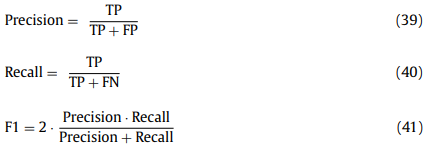 Precision = TP / TP + FP (39)
Recall = TP / TP + FN (40)
F1 = 2 · Precision · Recall / Precision + Recall (41)